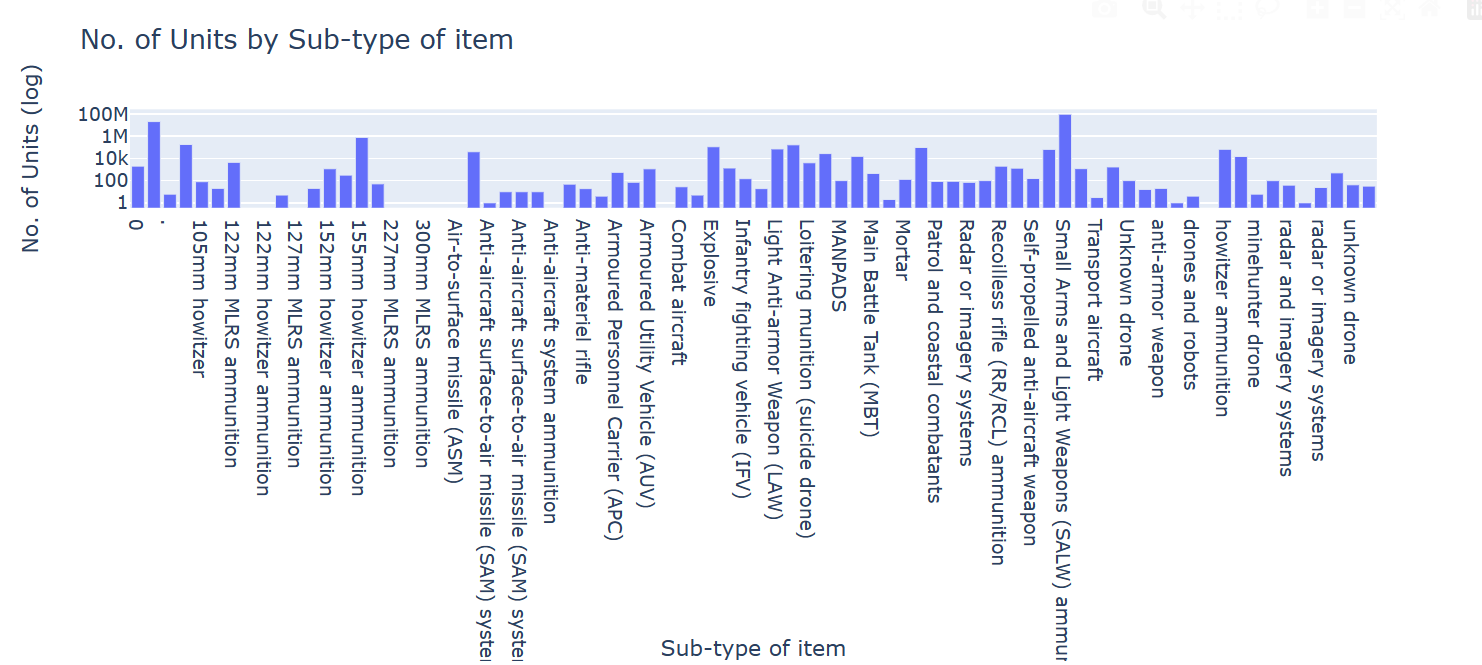 No. of Units by Sub-type of item
No. of Units (log)
100M
1M
10k
100
1
0
.
105mm howitzer
122mm MLRS ammunition
122mm howitzer ammunition
127mm MLRS ammunition
152mm howitzer ammunition
155mm howitzer ammunition
227mm MLRS ammunition
300mm MLRS ammunition
Air-to-surface missile (ASM)
Anti-aircraft surface-to-air missile (SAM) syste
Anti-aircraft surface-to-air missile (SAM) syste
Anti-aircraft system ammunition
Anti-materiel rifle
Armoured Personnel Carrier (APC)
Armoured Utility Vehicle (AUV)
Combat aircraft
Explosive
Infantry fighting vehicle (IFV)
Light Anti-armor Weapon (LAW)
Loitering munition (suicide drone)
MANPADS
Main Battle Tank (MBT)
Mortar
Patrol and coastal combatants
Radar or imagery systems
Recoilless rifle (RR/RCL) ammunition
Self-propelled anti-aircraft weapon
Small Arms and Light Weapons (SALW) ammu
Transport aircraft
Unknown drone
anti-armor weapon
drones and robots
howitzer ammunition
minehunter drone
radar and imagery systems
radar or imagery systems
unknown drone
Sub-type of item